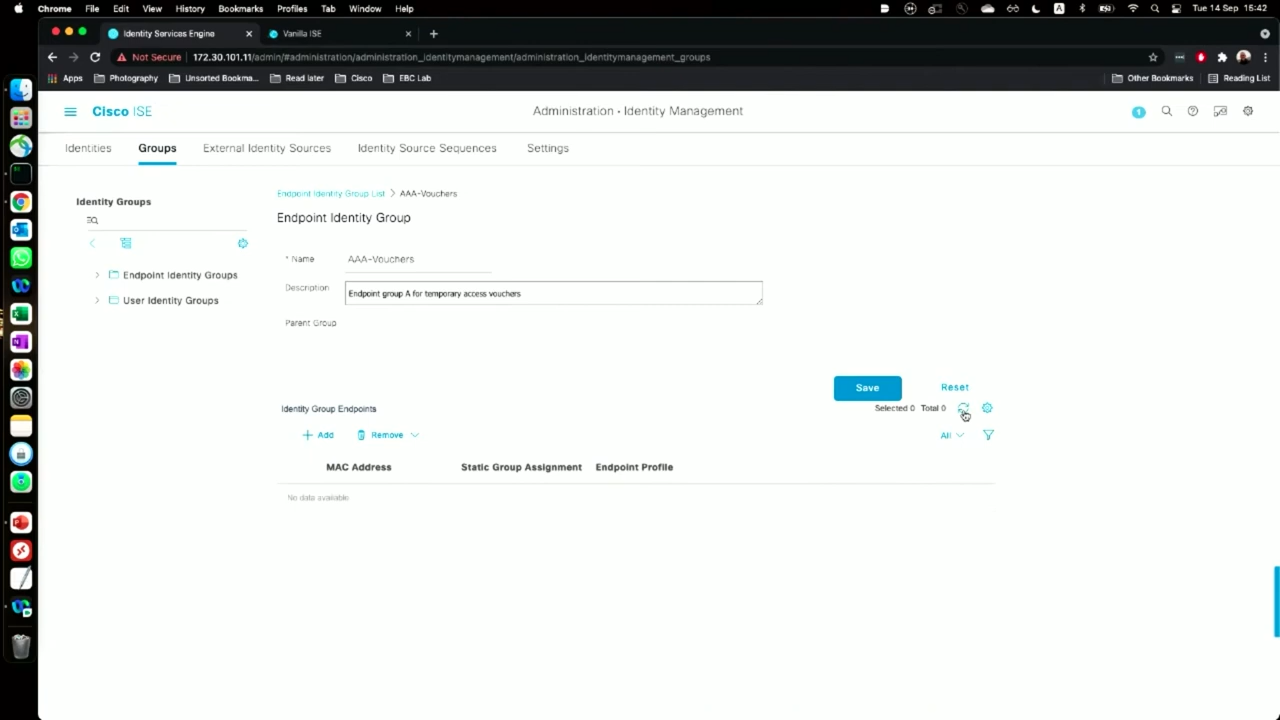 Chrome File Edit View History Bookmarks Profiles Tab Window Help
A Tue 14 Sep 15:42
Identity Services Engine
Vanilla ISE
Not Secure 172.30.101.11/admin/#administration/administration_identitymanagement/administration_identitymanagement_groups
Apps Photography Unsorted Bookma... Read later Cisco EBC Lab Other Bookmarks Reading List
Cisco ISE
Administration • Identity Management
1
Identities Groups External Identity Sources Identity Source Sequences Settings
Identity Groups
Endpoint Identity Groups
User Identity Groups
Endpoint Identity Group List > AAA-Vouchers
Endpoint Identity Group
* Name AAA-Vouchers
Description Endpoint group A for temporary access vouchers
Parent Group
Save Reset
Identity Group Endpoints
Selected 0 Total 0
Add Remove
All
MAC Address Static Group Assignment Endpoint Profile
No data available